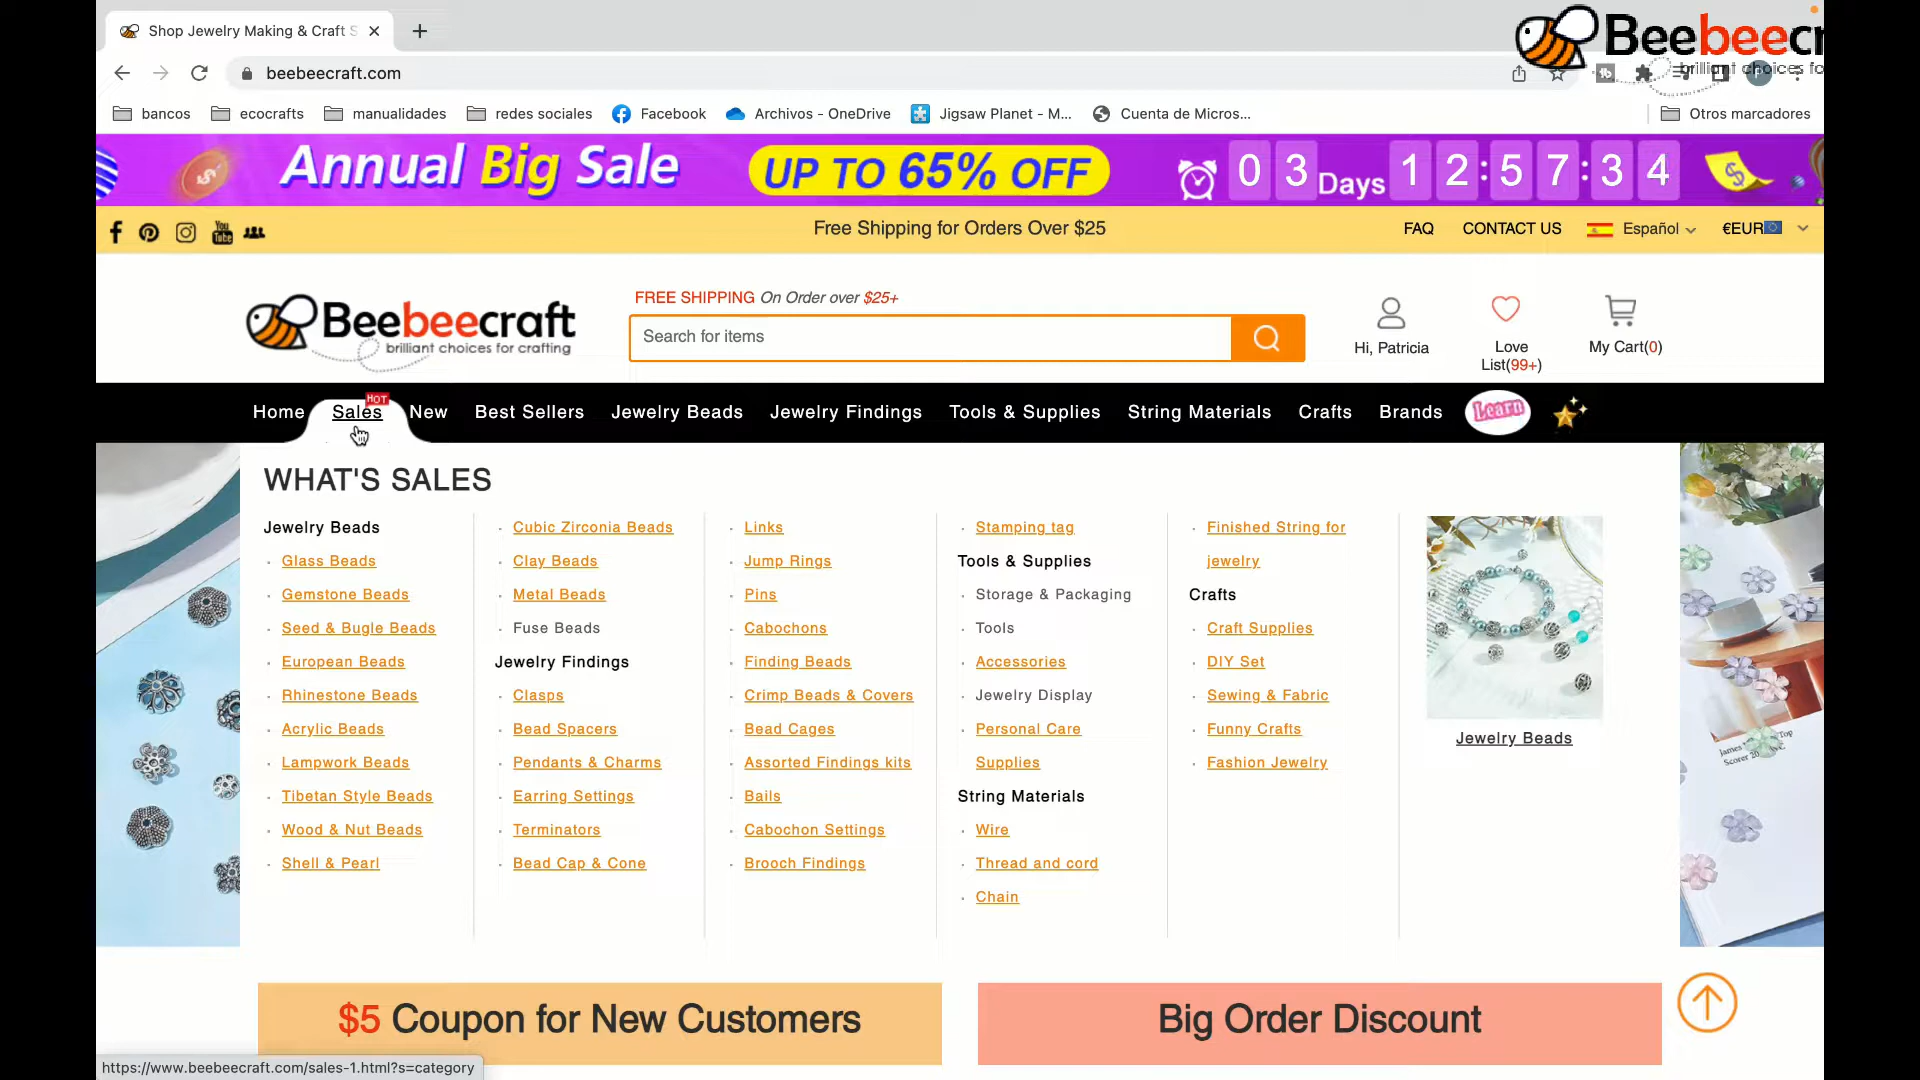 Shop Jewelry Making & Craft S
Beebeecr
brilliant choices fo
beebeecraft.com
bancos
ecocrafts
manualidades
redes sociales
Facebook
Archivos - OneDrive
Jigsaw Planet - M...
Cuenta de Micros...
Otros marcadores
Annual Big Sale
UP TO 65% OFF
03 Days 12:57:34
You Tube
Free Shipping for Orders Over $25
FAQ
CONTACT US
Español
€EUR
Beebeecraft
brilliant choices for crafting
FREE SHIPPING On Order over $25+
Search for items
Hi, Patricia
Love
List(99+)
My Cart(0)
Home
Sales
HOT
New
Best Sellers
Jewelry Beads
Jewelry Findings
Tools & Supplies
String Materials
Crafts
Brands
Learn
WHAT'S SALES
Jewelry Beads
Glass Beads
Gemstone Beads
Seed & Bugle Beads
European Beads
Rhinestone Beads
Acrylic Beads
Lampwork Beads
Tibetan Style Beads
Wood & Nut Beads
Shell & Pearl
Cubic Zirconia Beads
Clay Beads
Metal Beads
Fuse Beads
Jewelry Findings
Clasps
Bead Spacers
Pendants & Charms
Earring Settings
Terminators
Bead Cap & Cone
Links
Jump Rings
Pins
Cabochons
Finding Beads
Crimp Beads & Covers
Bead Cages
Assorted Findings kits
Bails
Cabochon Settings
Brooch Findings
Stamping tag
Tools & Supplies
Storage & Packaging
Tools
Accessories
Jewelry Display
Personal Care
Supplies
String Materials
Wire
Thread and cord
Chain
Finished String for
jewelry
Crafts
Craft Supplies
DIY Set
Sewing & Fabric
Funny Crafts
Fashion Jewelry
Jewelry Beads
$5 Coupon for New Customers
Big Order Discount
https://www.beebeecraft.com/sales-1.html?s=category